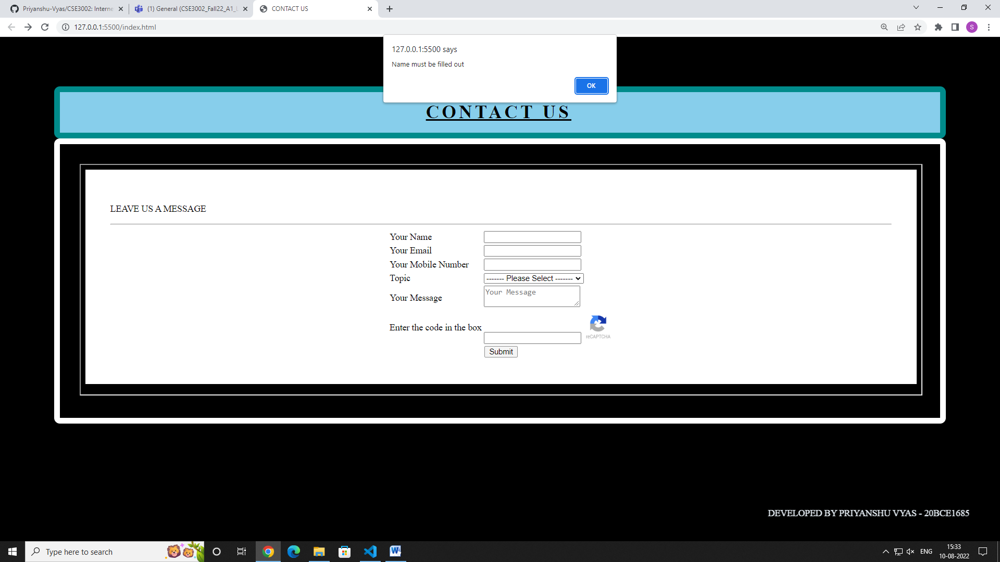 Priyanshu-Vyas/CSE3002: Interne
(1) General (CSE3002_Fall22_A1_L
CONTACT US
127.0.0.1:5500/index.html
S
127.0.0.1:5500 says
Name must be filled out
OK
CONTACT US
LEAVE US A MESSAGE
Your Name
Your Email
Your Mobile Number
Topic ------- Please Select -------
Your Message Your Message
Enter the code in the box
reCAPTCHA
Submit
DEVELOPED BY PRIYANSHU VYAS - 20BCE1685
Type here to search
ENG
15:33
10-08-2022